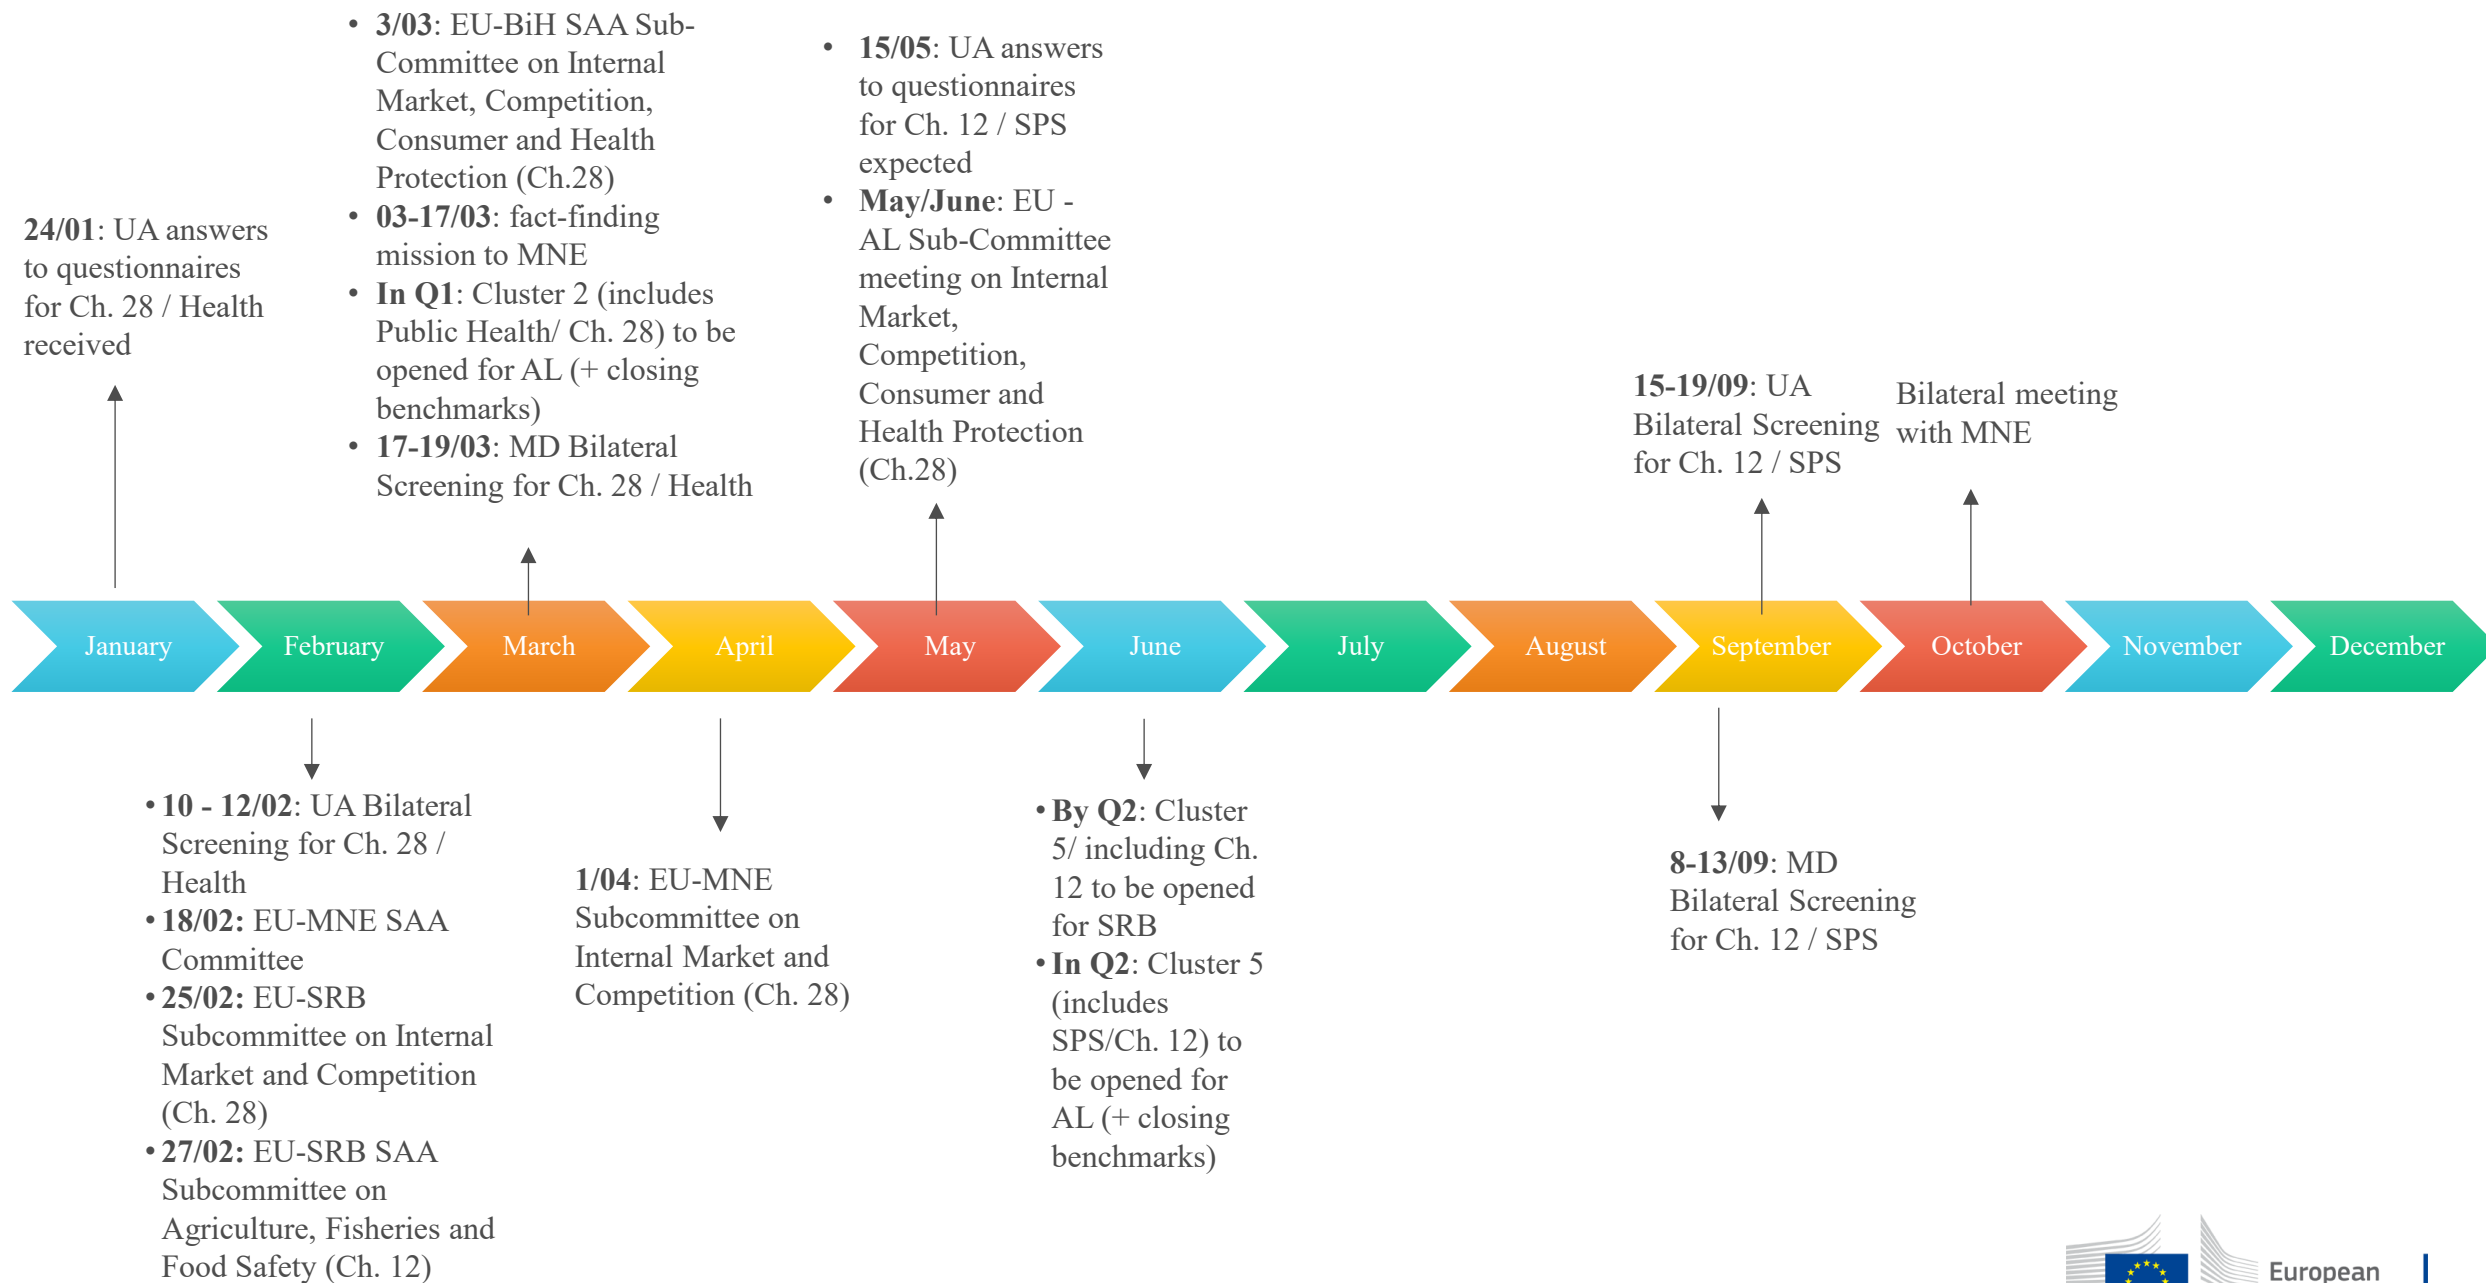 24/01: UA answers
to questionnaires
for Ch. 28 / Health
received
• 3/03: EU-BiH SAA Sub-
Committee on Internal
Market, Competition,
Consumer and Health
Protection (Ch.28)
• 03-17/03: fact-finding
mission to MNE
• In Q1: Cluster 2 (includes
Public Health/ Ch. 28) to be
opened for AL (+ closing
benchmarks)
• 17-19/03: MD Bilateral
Screening for Ch. 28 / Health
• 15/05: UA answers
to questionnaires
for Ch. 12 / SPS
expected
• May/June: EU -
AL Sub-Committee
meeting on Internal
Market,
Competition,
Consumer and
Health Protection
(Ch.28)
15-19/09: UA
Bilateral Screening
for Ch. 12 / SPS
Bilateral meeting
with MNE
January
February
March
April
May
June
July
August
September
October
November
December
• 10 - 12/02: UA Bilateral
Screening for Ch. 28 /
Health
• 18/02: EU-MNE SAA
Committee
• 25/02: EU-SRB
Subcommittee on Internal
Market and Competition
(Ch. 28)
• 27/02: EU-SRB SAA
Subcommittee on
Agriculture, Fisheries and
Food Safety (Ch. 12)
1/04: EU-MNE
Subcommittee on
Internal Market and
Competition (Ch. 28)
• By Q2: Cluster
5/ including Ch.
12 to be opened
for SRB
• In Q2: Cluster 5
(includes
SPS/Ch. 12) to
be opened for
AL (+ closing
benchmarks)
8-13/09: MD
Bilateral Screening
for Ch. 12 / SPS
European